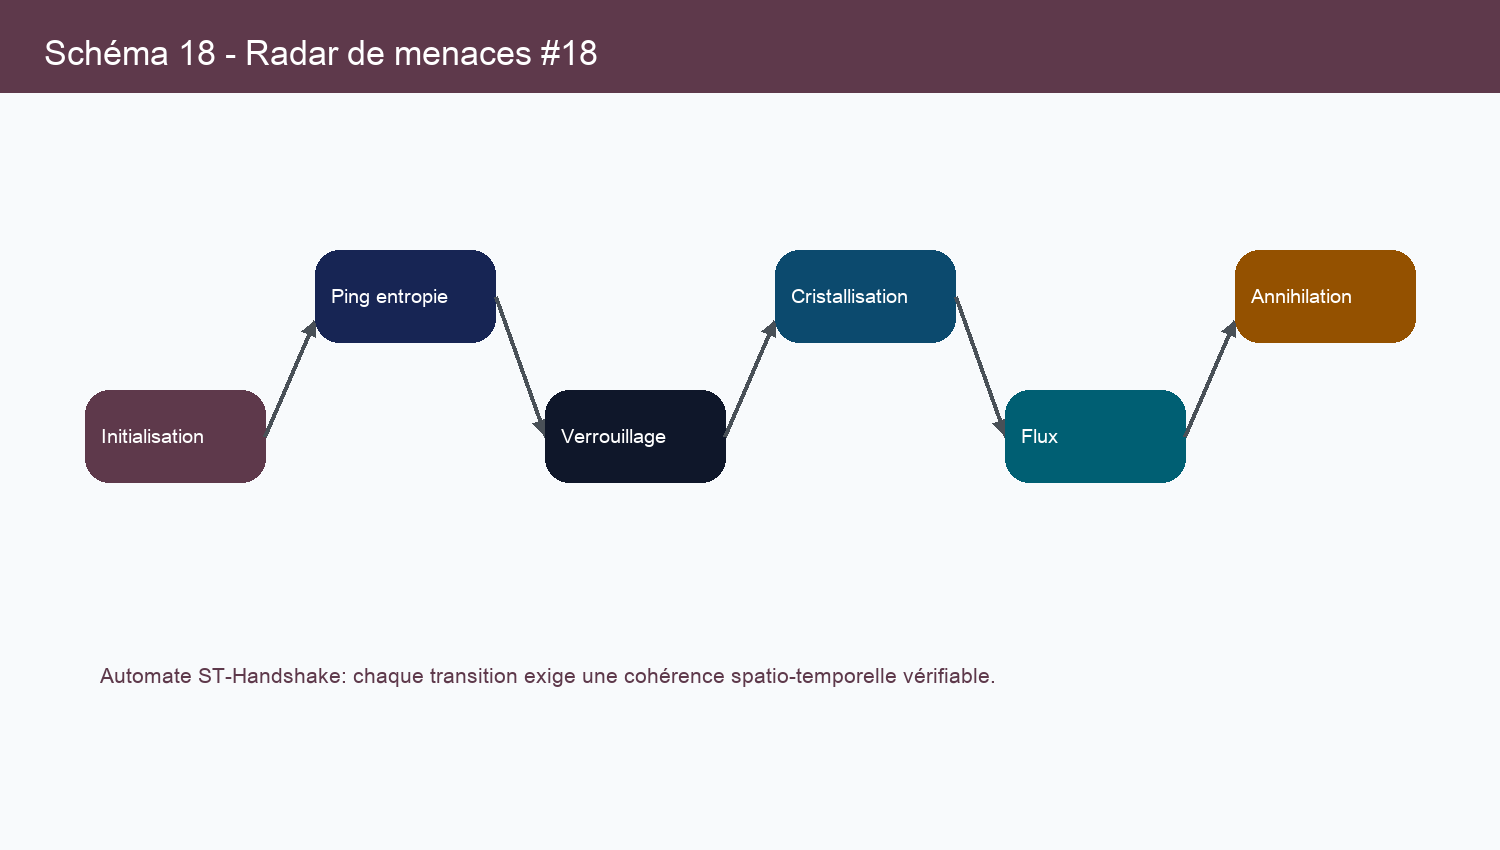 Schéma 18 - Radar de menaces #18
Initialisation
Ping entropie
Verrouillage
Cristallisation
Flux
Annihilation
Automate ST-Handshake: chaque transition exige une cohérence spatio-temporelle vérifiable.